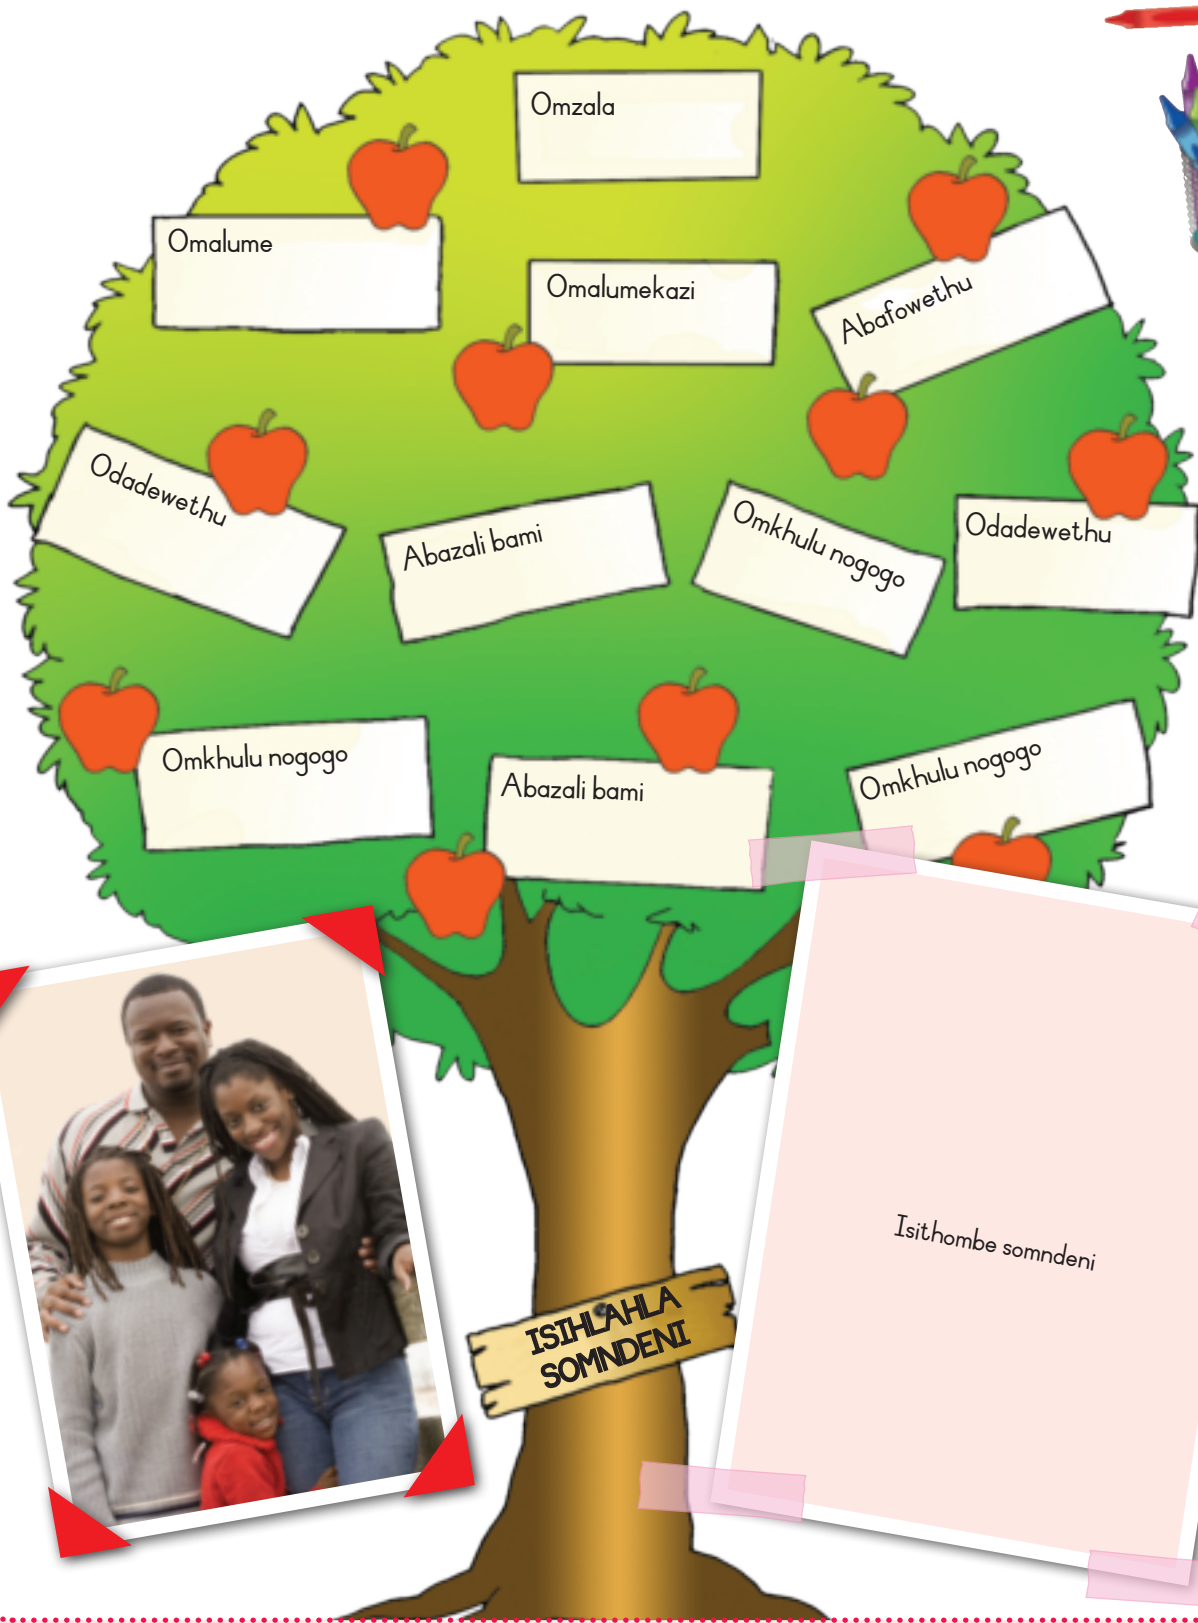 Omzala
Omalume
Omalumekazi
Abafowethu
Odadewethu
Abazali bami
Omkhulu nogogo
Odadewethu
Omkhulu nogogo
Abazali bami
Omkhulu nogogo
Isithombe somndeni
ISIHLAHLA
SOMNDENI